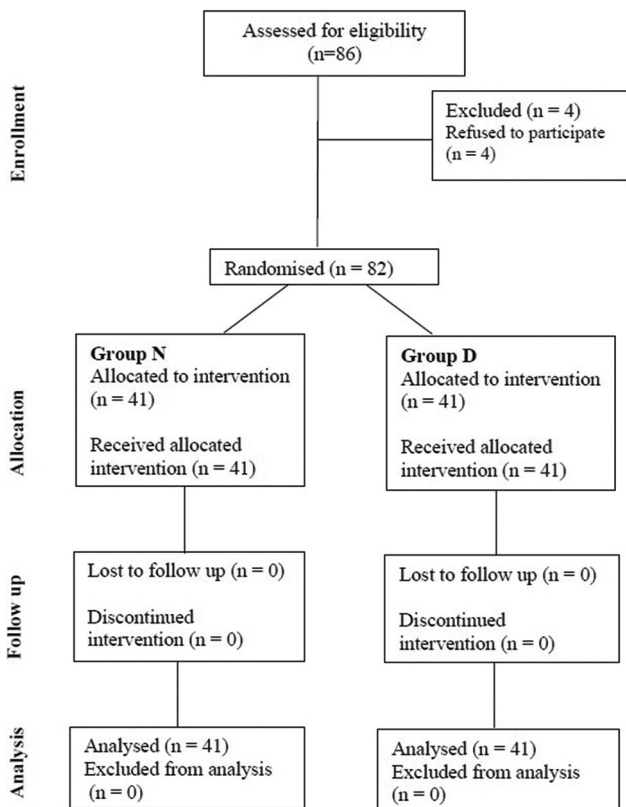 Assessed for eligibility
(n=86)
Enrollment
Excluded (n = 4)
Refused to participate
(n = 4)
Randomised (n = 82)
Allocation
Group N
Allocated to intervention
(n = 41)
Received allocated
intervention (n = 41)
Group D
Allocated to intervention
(n = 41)
Received allocated
intervention (n = 41)
Follow up
Lost to follow up (n = 0)
Discontinued
intervention (n = 0)
Lost to follow up (n = 0)
Discontinued
intervention (n = 0)
Analysis
Analysed (n = 41)
Excluded from analysis
(n = 0)
Analysed (n = 41)
Excluded from analysis
(n = 0)